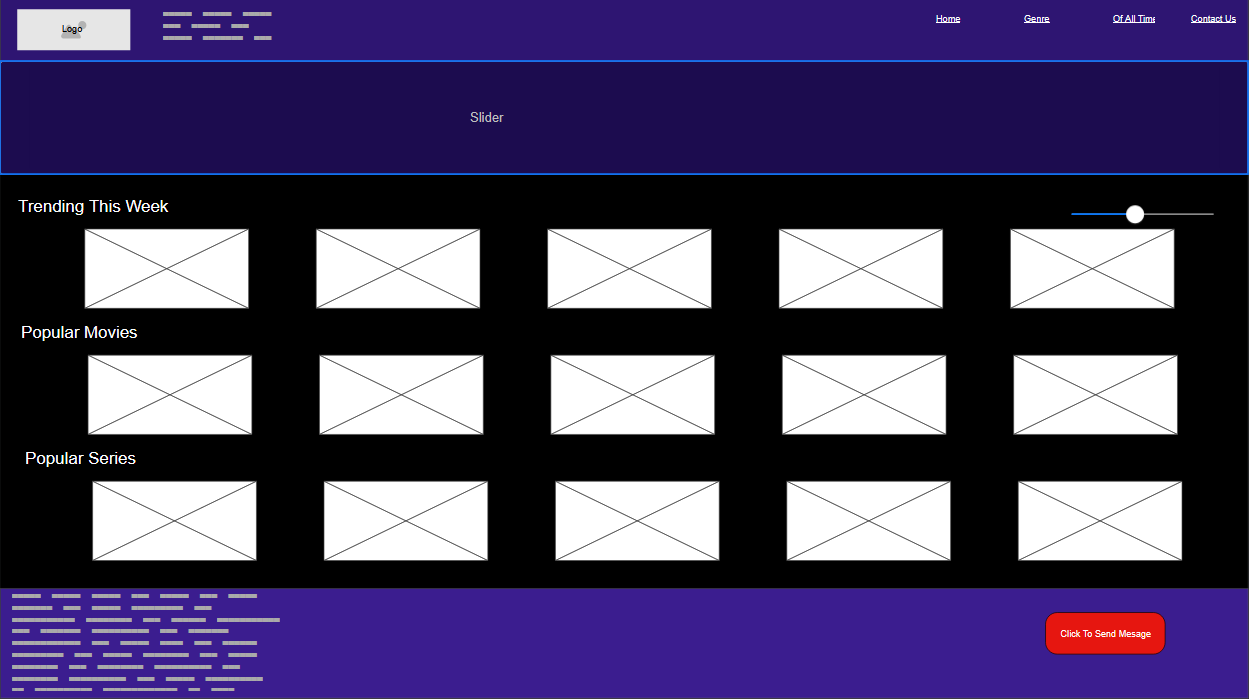 Logo
Home
Genre
Of All Time
Contact Us
Slider
Trending This Week
Popular Movies
Popular Series
Click To Send Mesage